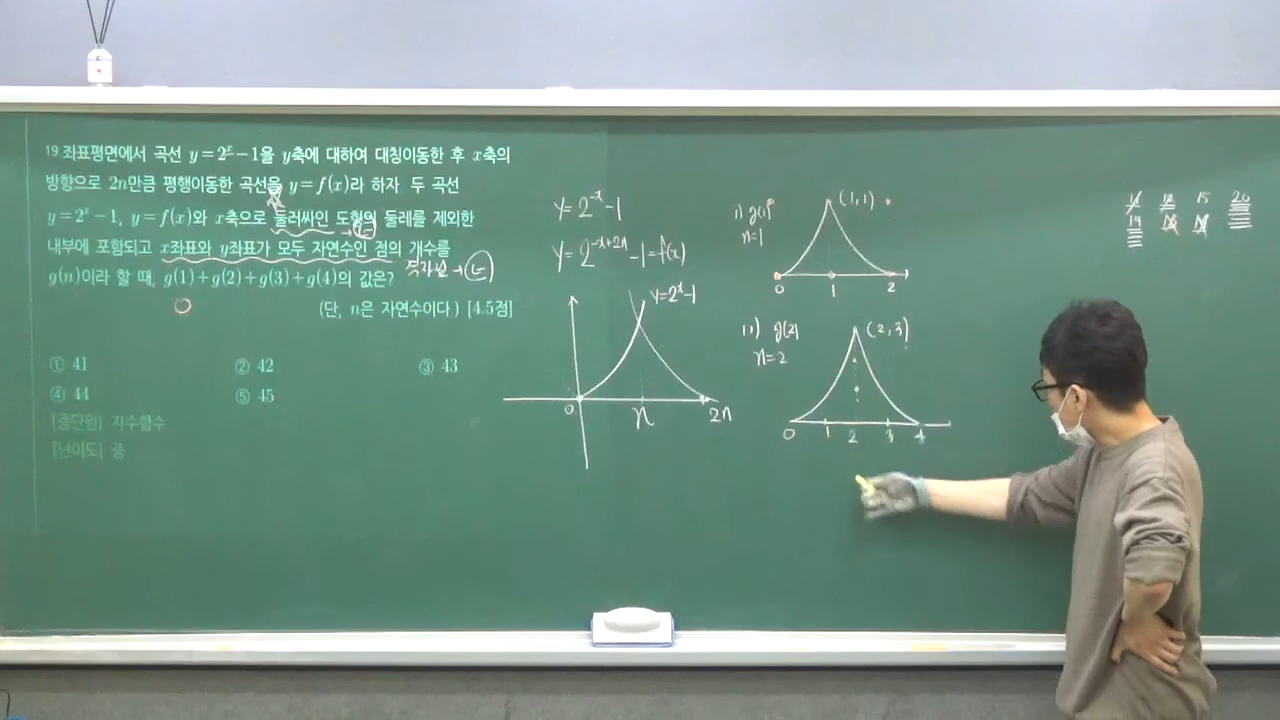 19.좌표평면에서 곡선 y=2^x-1을 y축에 대하여 대칭이동한 후 x축의
방향으로 2n만큼 평행이동한 곡선을 y=f(x)라 하자. 두 곡선
y=2^x-1, y=f(x)와 x축으로 둘러싸인 도형의 둘레를 제외한
내부에 포함되고 x좌표와 y좌표가 모두 자연수인 점의 개수를
g(n)이라 할 때, g(1)+g(2)+g(3)+g(4)의 값은?
(단, n은 자연수이다.) [4.5점]
① 41 ② 42 ③ 43
④ 44 ⑤ 45
[중단원] 지수함수
[난이도] 중
y=2^-x-1
y=2^-x+2n-1=f(x)
y=2^x-1
0 n 2n
i) g(1)
n=1
(1,1)
0 1 2
ii) g(2)
n=2
(2,3)
0 1 2 3 4
15 20
19